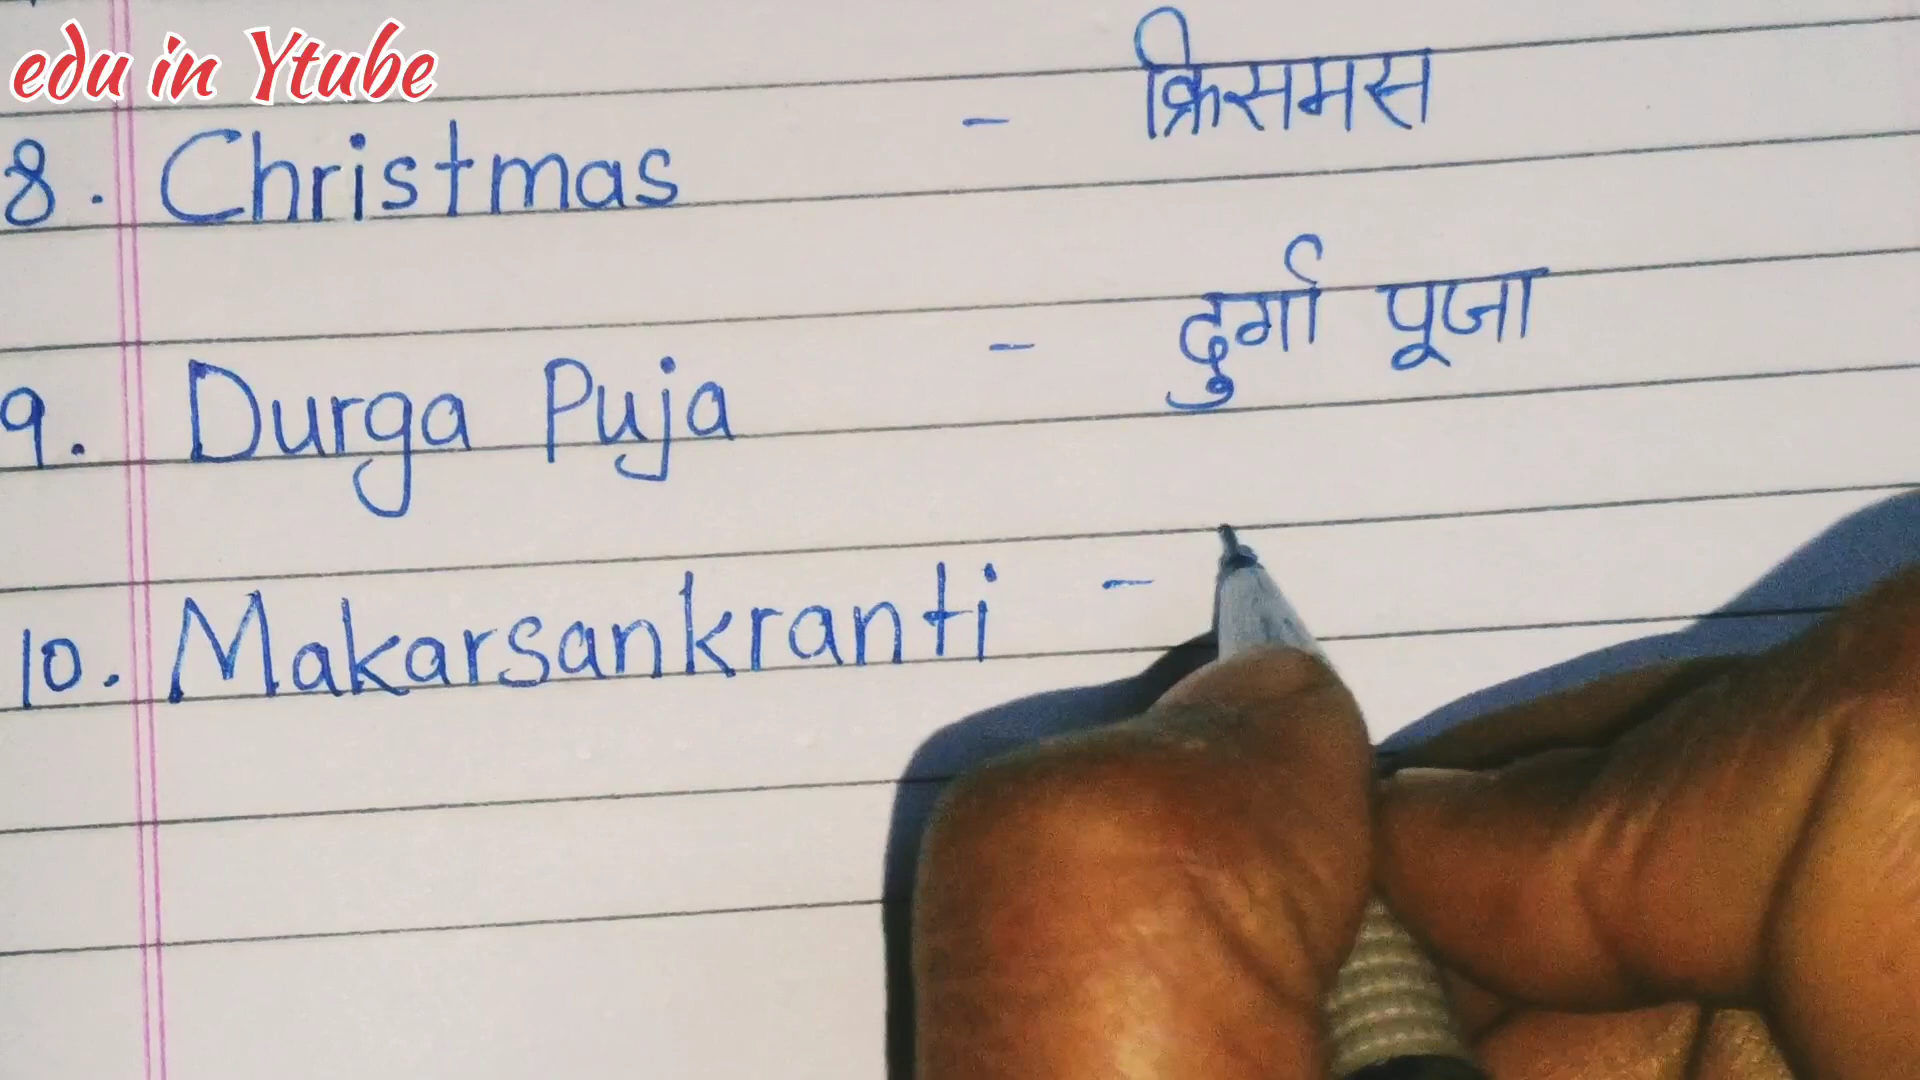 edu in Ytube
8. Christmas - क्रिसमस
9. Durga Puja - दुर्गा पूजा
10. Makarsankranti -